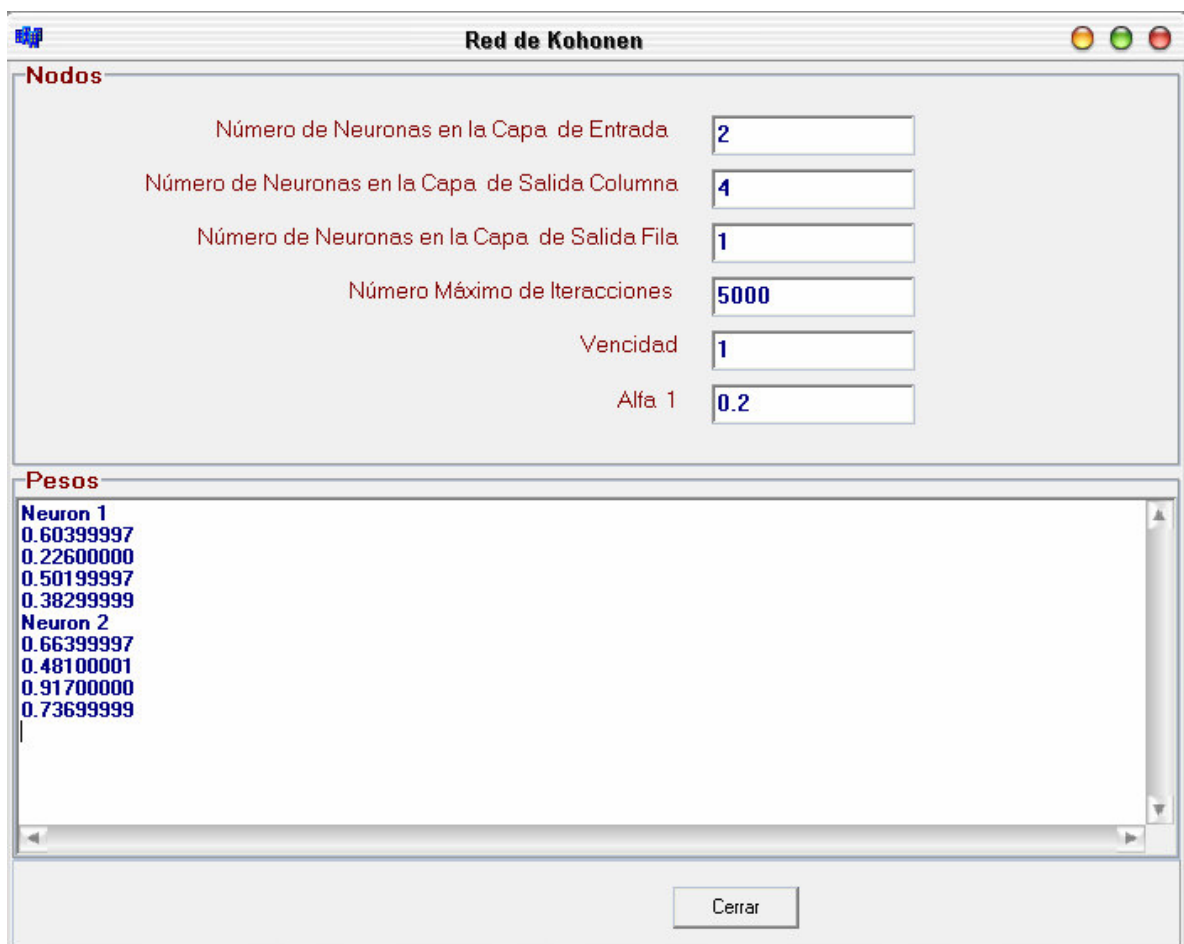 Red de Kohonen
Nodos
Número de Neuronas en la Capa de Entrada 2
Número de Neuronas en la Capa de Salida Columna 4
Número de Neuronas en la Capa de Salida Fila 1
Número Máximo de Iteracciones 5000
Vencidad 1
Alfa 1 0.2
Pesos
Neuron 1
0.60399997
0.22600000
0.50199997
0.38299999
Neuron 2
0.66399997
0.48100001
0.91700000
0.73699999
Cerrar